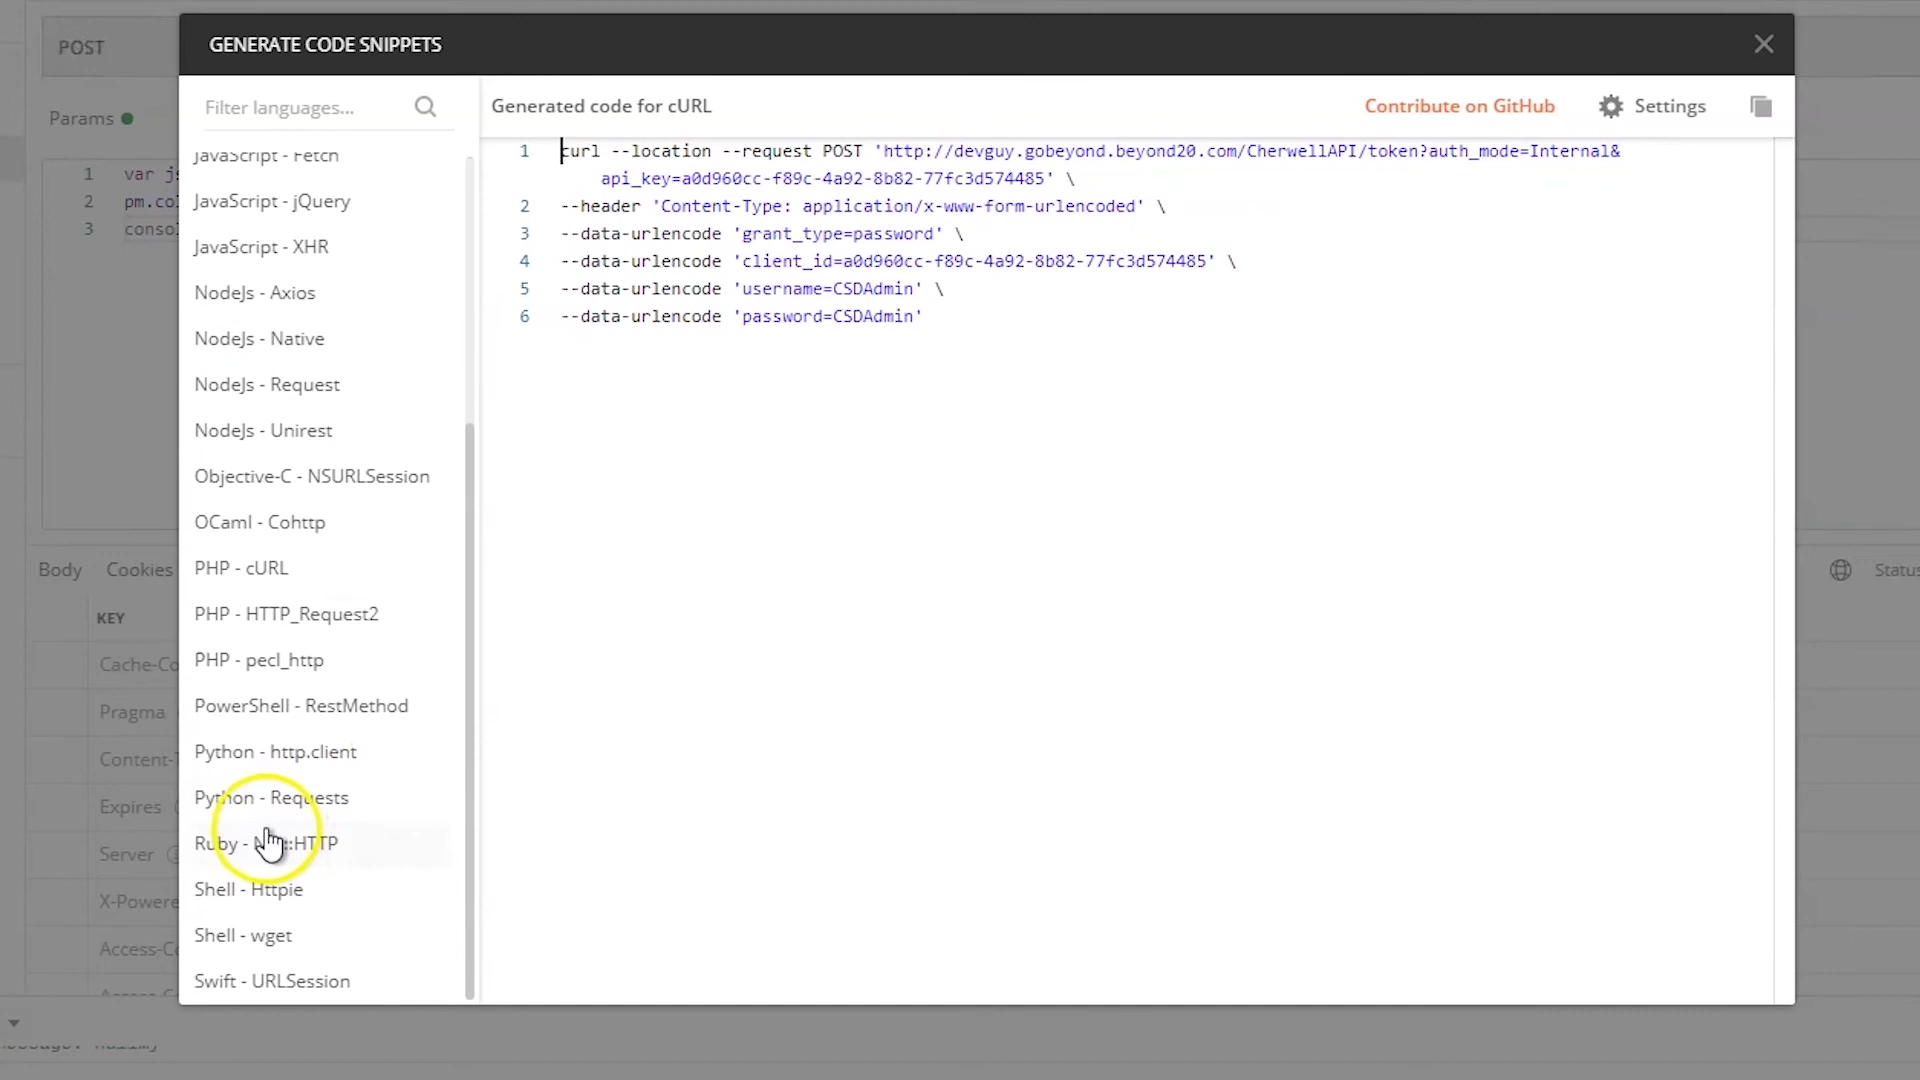 POST
GENERATE CODE SNIPPETS
Params
Filter languages...
Generated code for cURL
Contribute on GitHub
Settings
1 var js
2 pm.co
3 conso
JavaScript - Fetch
JavaScript - jQuery
JavaScript - XHR
NodeJs - Axios
NodeJs - Native
NodeJs - Request
NodeJs - Unirest
Objective-C - NSURLSession
OCaml - Cohttp
PHP - cURL
PHP - HTTP_Request2
PHP - pecl_http
PowerShell - RestMethod
Python - http.client
Python - Requests
Ruby - N::HTTP
Shell - Httpie
Shell - wget
Swift - URLSession
1 curl --location --request POST 'http://devguy.gobeyond.beyond20.com/CherwellAPI/token?auth_mode=Internal&
api_key=a0d960cc-f89c-4a92-8b82-77fc3d574485' \
2 --header 'Content-Type: application/x-www-form-urlencoded' \
3 --data-urlencode 'grant_type=password' \
4 --data-urlencode 'client_id=a0d960cc-f89c-4a92-8b82-77fc3d574485' \
5 --data-urlencode 'username=CSDAdmin' \
6 --data-urlencode 'password=CSDAdmin'
Body Cookies
Status
KEY
Cache-Co
Pragma
Content-
Expires
Server
X-Powere
Access-Co